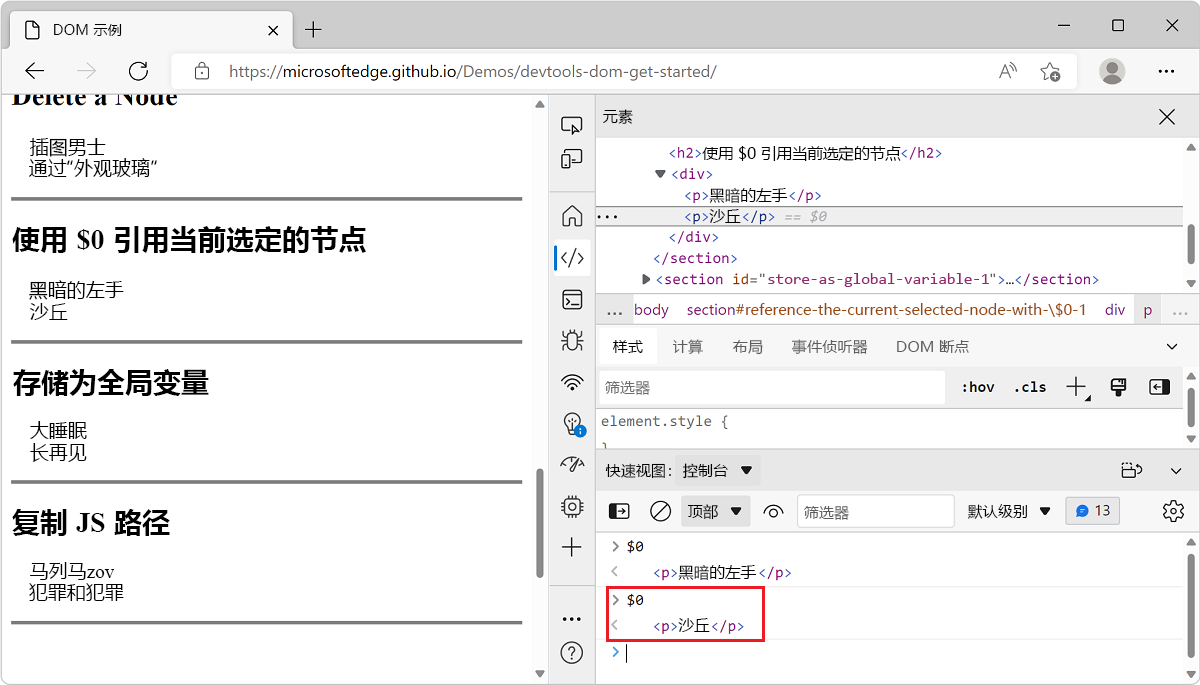 DOM 示例
https://microsoftedge.github.io/Demos/devtools-dom-get-started/
Delete a Node
插图男士
通过“外观玻璃”
使用 $0 引用当前选定的节点
黑暗的左手
沙丘
存储为全局变量
大睡眠
长再见
复制 JS 路径
马列马zov
犯罪和犯罪
元素
<h2>使用 $0 引用当前选定的节点</h2>
▼ <div>
<p>黑暗的左手</p>
··· <p>沙丘</p> == $0
</div>
</section>
▶ <section id="store-as-global-variable-1">…</section>
... body section#reference-the-current-selected-node-with-\$0-1 div p ...
样式 计算 布局 事件侦听器 DOM 断点
筛选器 :hov .cls
element.style {
}
快速视图: 控制台 ▼
顶部 ▼ 筛选器 默认级别 ▼ 13
> $0
< <p>黑暗的左手</p>
> $0
< <p>沙丘</p>
>